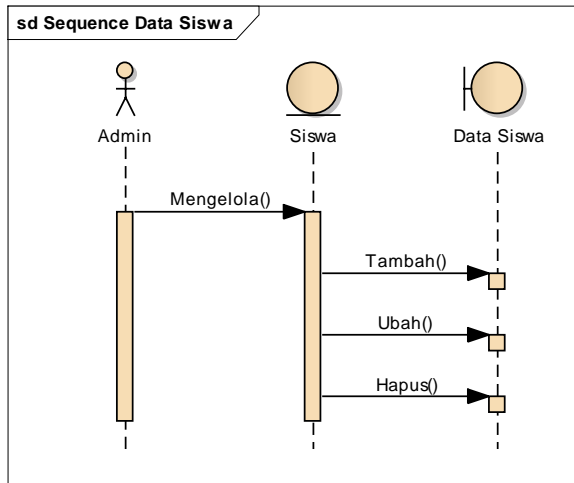 sd Sequence Data Siswa
Admin
Siswa
Data Siswa
Mengelola()
Tambah()
Ubah()
Hapus()